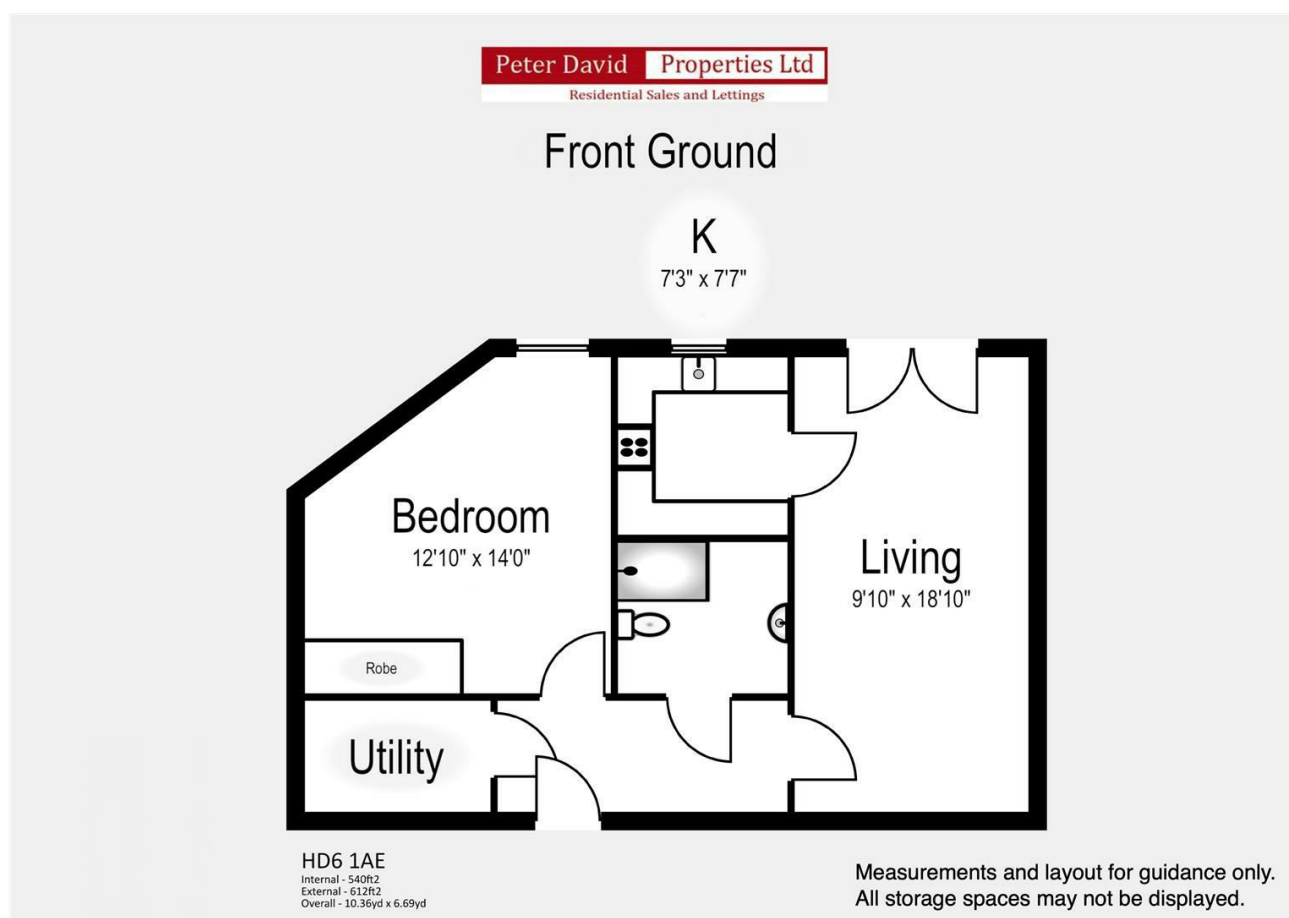 Peter David Properties Ltd
Residential Sales and Lettings
Front Ground
K
7'3" x 7'7"
Bedroom
12'10" x 14'0"
Living
9'10" x 18'10"
Robe
Utility
HD6 1AE
Internal - 540ft2
External - 612ft2
Overall - 10.36yd x 6.69yd
Measurements and layout for guidance only.
All storage spaces may not be displayed.